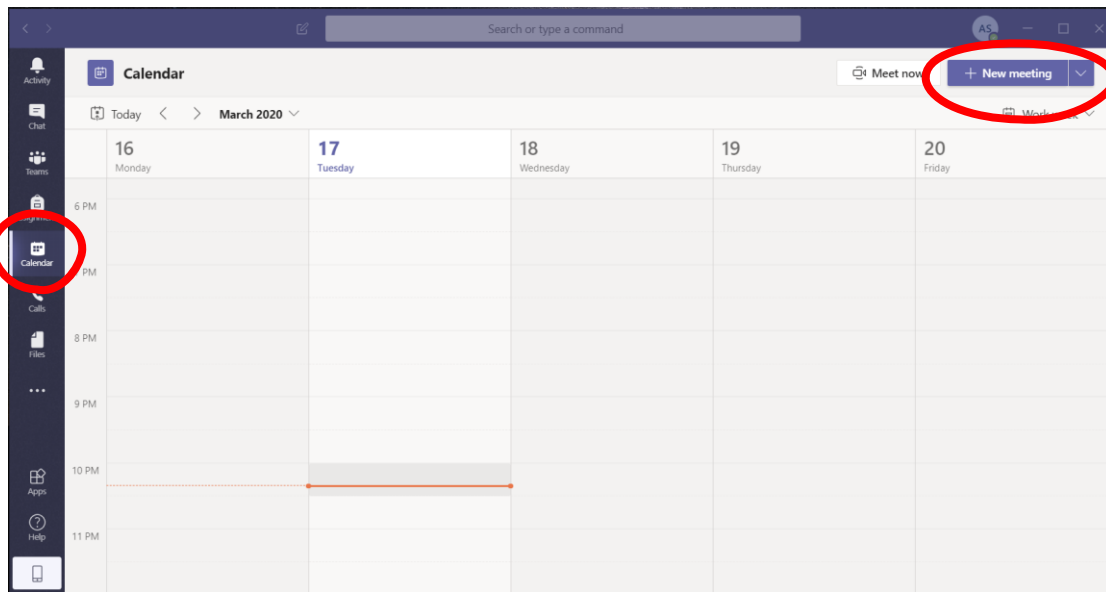 Search or type a command
AS
Activity
Chat
Teams
Calendar
Calls
Files
Apps
Help
Calendar
Meet now
New meeting
Today
March 2020
16
Monday
17
Tuesday
18
Wednesday
19
Thursday
20
Friday
6 PM
PM
8 PM
9 PM
10 PM
11 PM